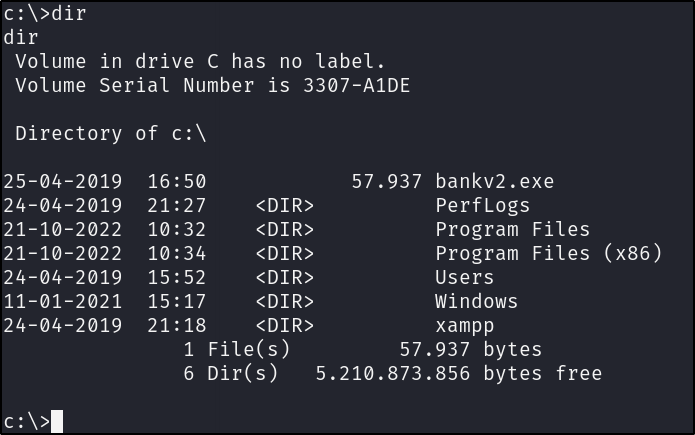 c:\>dir
dir
 Volume in drive C has no label.
 Volume Serial Number is 3307-A1DE

 Directory of c:\

25-04-2019  16:50            57.937 bankv2.exe
24-04-2019  21:27    <DIR>          PerfLogs
21-10-2022  10:32    <DIR>          Program Files
21-10-2022  10:34    <DIR>          Program Files (x86)
24-04-2019  15:52    <DIR>          Users
11-01-2021  15:17    <DIR>          Windows
24-04-2019  21:18    <DIR>          xampp
               1 File(s)         57.937 bytes
               6 Dir(s)   5.210.873.856 bytes free

c:\>